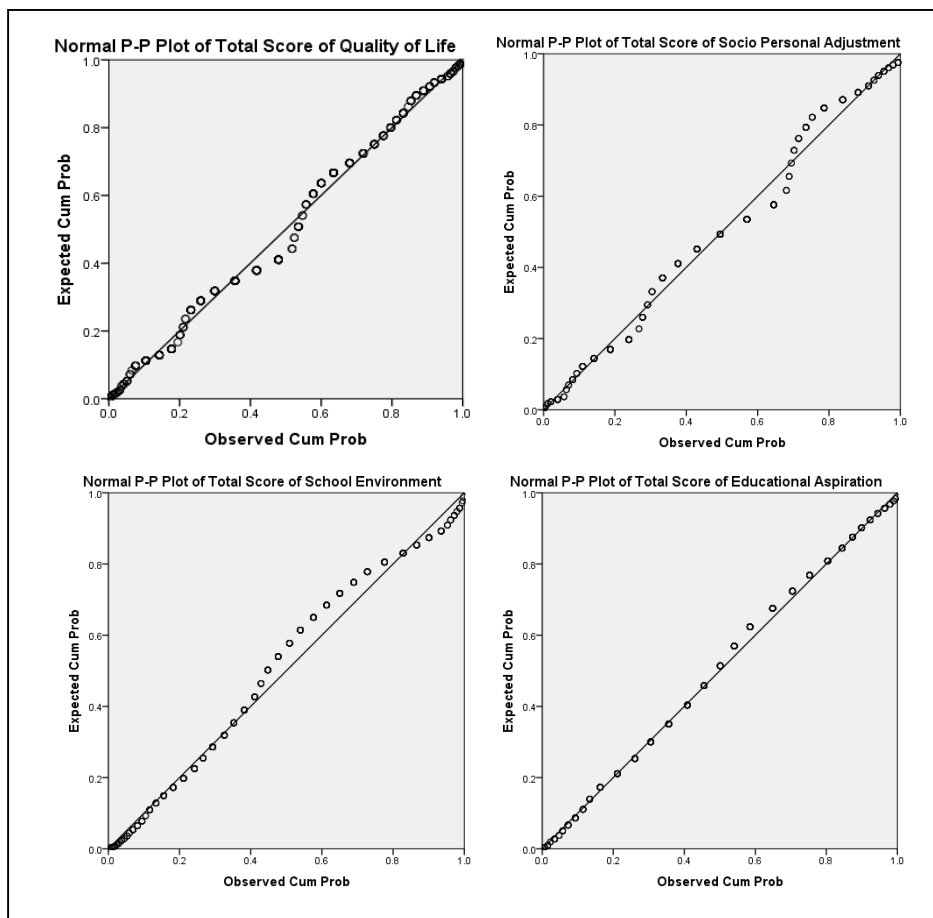 Normal P-P Plot of Total Score of Quality of Life
1.0
0.8
0.6
0.4
0.2
0.0
0.0 0.2 0.4 0.6 0.8 1.0
Expected Cum Prob
Observed Cum Prob
Normal P-P Plot of Total Score of Socio Personal Adjustment
1.0
0.8
0.6
0.4
0.2
0.0
0.0 0.2 0.4 0.6 0.8 1.0
Expected Cum Prob
Observed Cum Prob
Normal P-P Plot of Total Score of School Environment
1.0
0.8
0.6
0.4
0.2
0.0
0.0 0.2 0.4 0.6 0.8 1.0
Expected Cum Prob
Observed Cum Prob
Normal P-P Plot of Total Score of Educational Aspiration
1.0
0.8
0.6
0.4
0.2
0.0
0.0 0.2 0.4 0.6 0.8 1.0
Expected Cum Prob
Observed Cum Prob